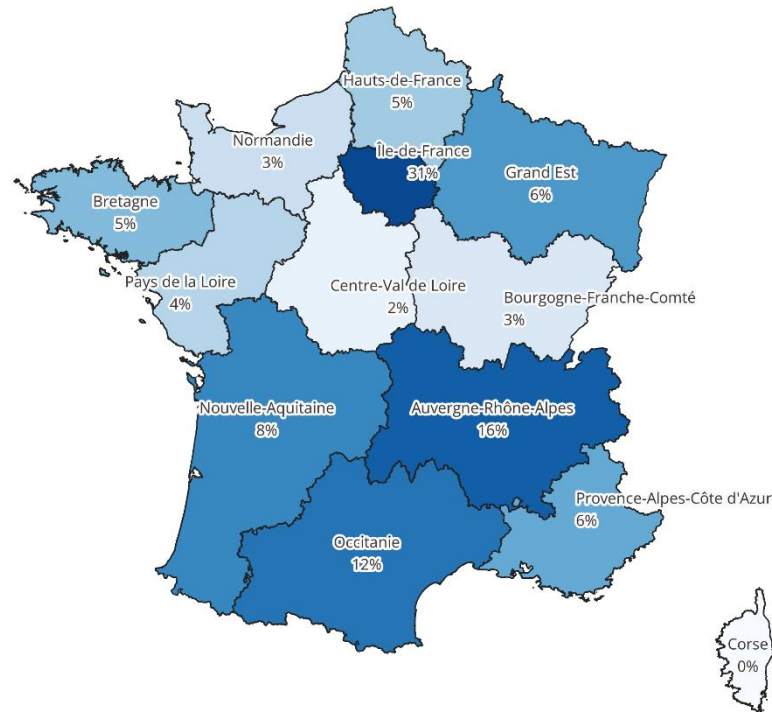 Hauts-de-France
5%
Normandie
3%
Île-de-France
31%
Grand Est
6%
Bretagne
5%
Pays de la Loire
4%
Centre-Val de Loire
2%
Bourgogne-Franche-Comté
3%
Nouvelle-Aquitaine
8%
Auvergne-Rhône-Alpes
16%
Provence-Alpes-Côte d'Azur
6%
Occitanie
12%
Corse
0%